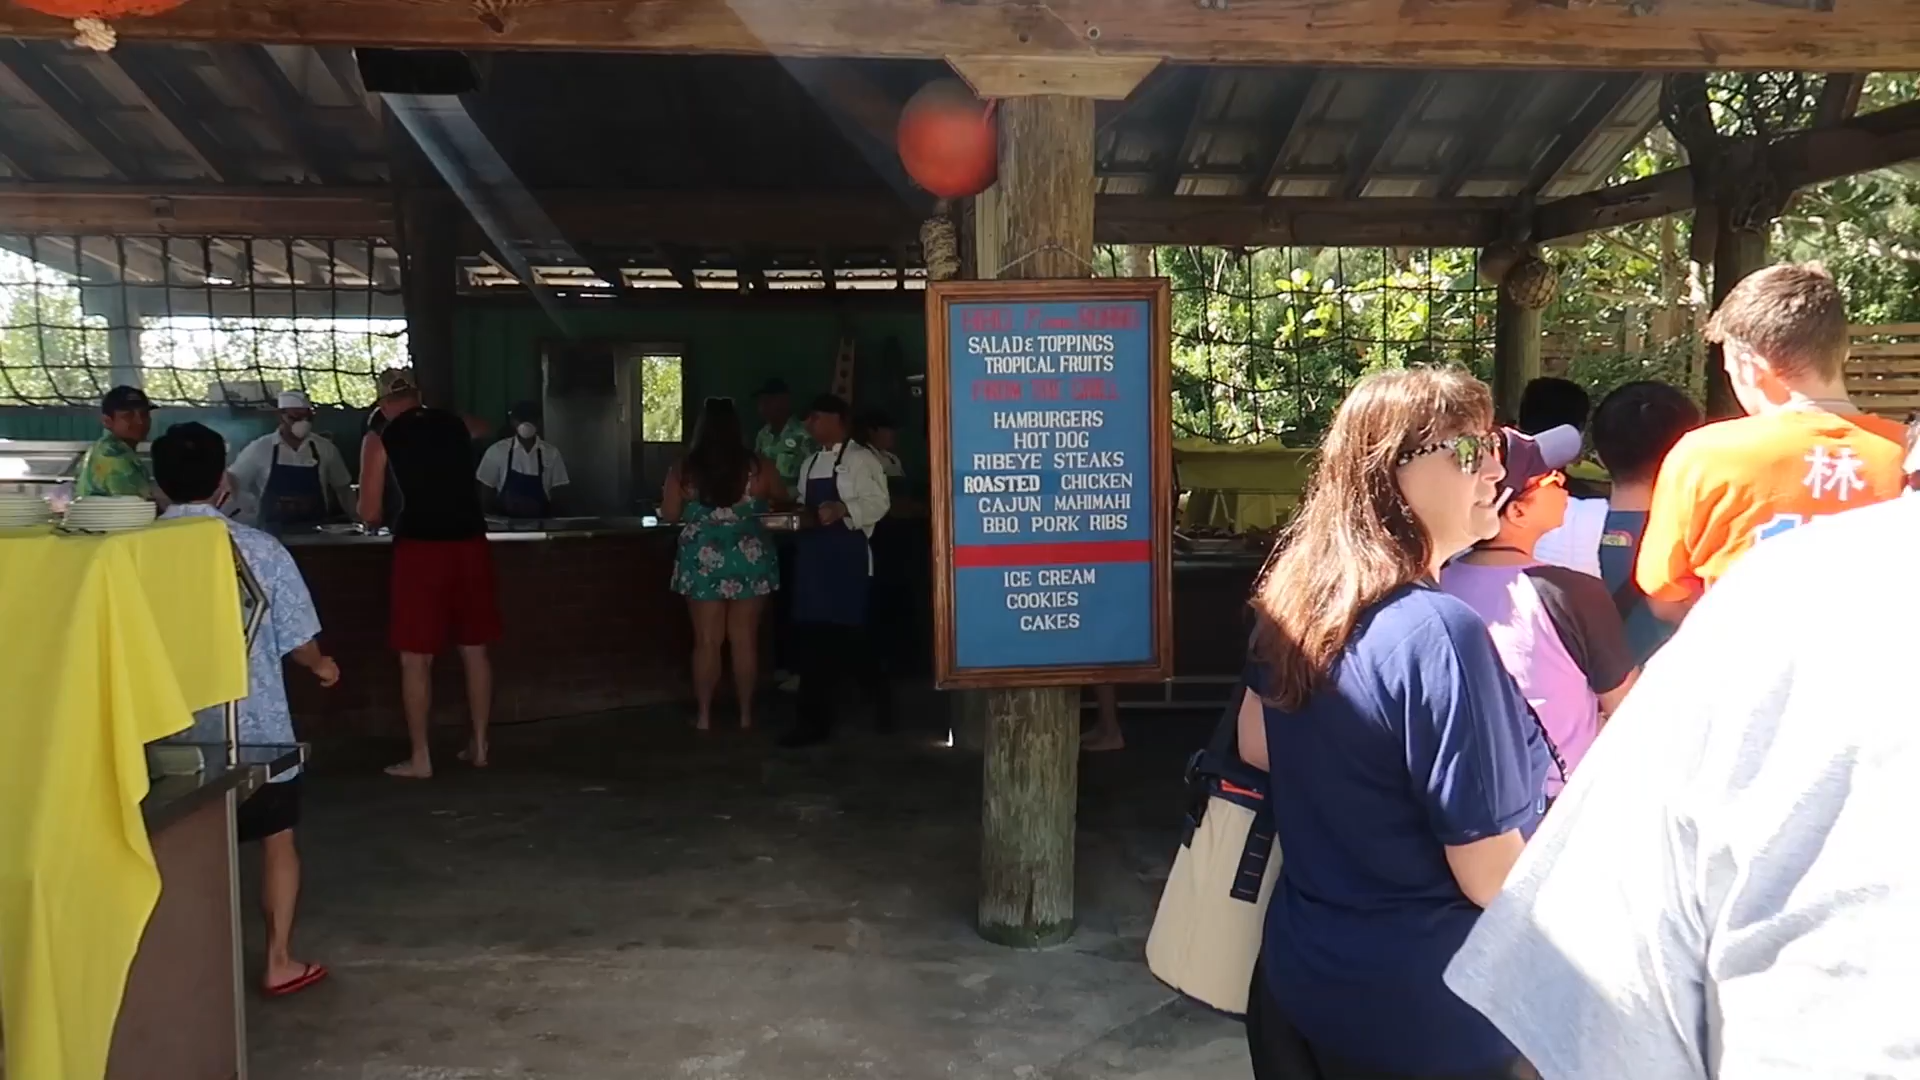 SALAD & TOPPINGS
TROPICAL FRUITS
FROM THE GRILL
HAMBURGERS
HOT DOG
RIBEYE STEAKS
ROASTED CHICKEN
CAJUN MAHIMAHI
BBQ. PORK RIBS
ICE CREAM
COOKIES
CAKES
林